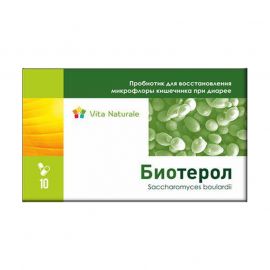 Пробиотик для восстановления
микрофлоры кишечника при диарее
Vita Naturale
Биотерол
Saccharomyces boulardii
10